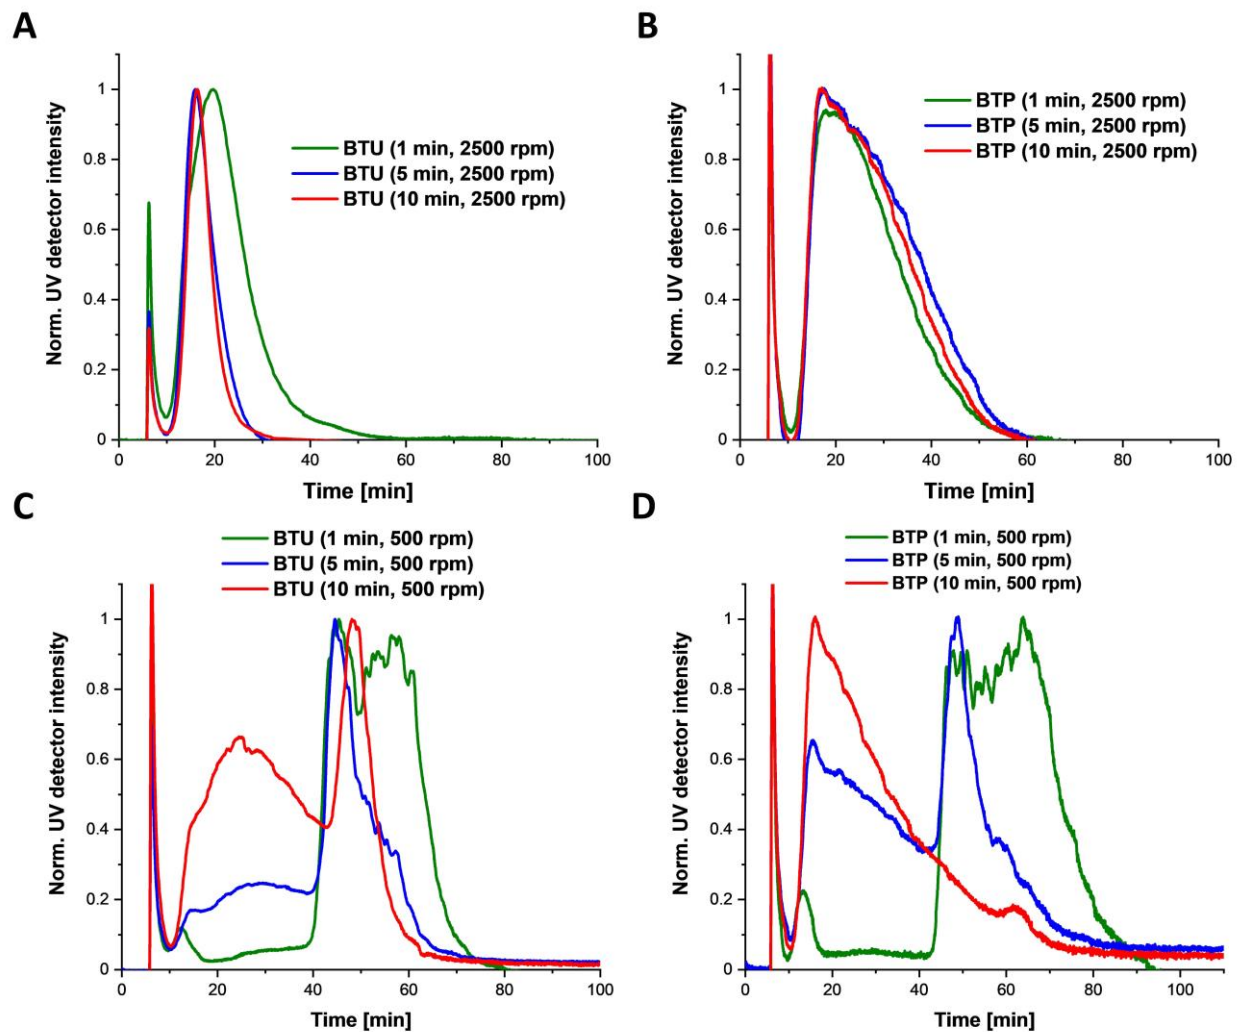 A
Norm. UV detector intensity
1
0.8
0.6
0.4
0.2
0
BTU (1 min, 2500 rpm)
BTU (5 min, 2500 rpm)
BTU (10 min, 2500 rpm)
0 20 40 60 80 100
Time [min]
B
Norm. UV detector intensity
1
0.8
0.6
0.4
0.2
0
BTP (1 min, 2500 rpm)
BTP (5 min, 2500 rpm)
BTP (10 min, 2500 rpm)
0 20 40 60 80 100
Time [min]
C
BTU (1 min, 500 rpm)
BTU (5 min, 500 rpm)
BTU (10 min, 500 rpm)
Norm. UV detector intensity
1
0.8
0.6
0.4
0.2
0
0 20 40 60 80 100
Time [min]
D
BTP (1 min, 500 rpm)
BTP (5 min, 500 rpm)
BTP (10 min, 500 rpm)
Norm. UV detector intensity
1
0.8
0.6
0.4
0.2
0
0 20 40 60 80 100
Time [min]